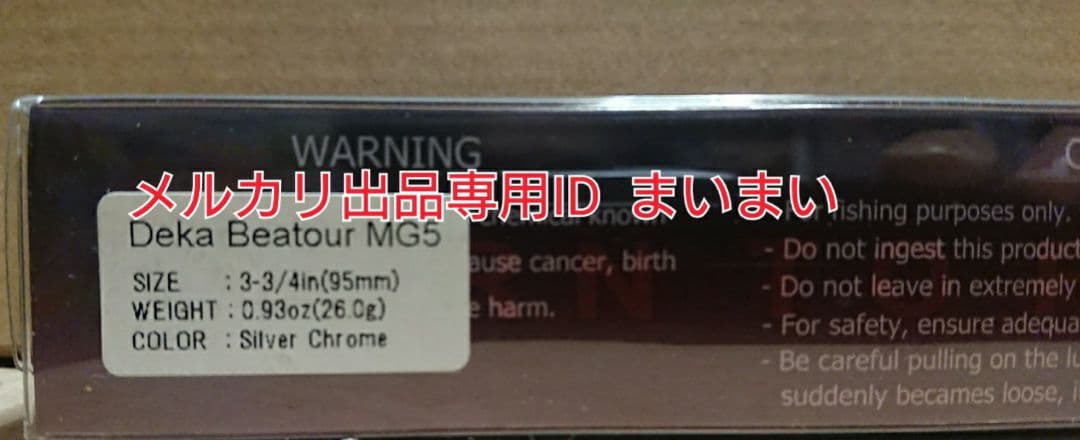 WARNING
メルカリ出品専用ID まいまい
Deka Beatour MG5
SIZE : 3-3/4in(95mm)
WEIGHT : 0.93oz(26.0g)
COLOR : Silver Chrome
known
ause cancer, birth
e harm.
fishing purposes only.
- Do not ingest this product
- Do not leave in extremely
- For safety, ensure adequa
- Be careful pulling on the lu
suddenly becames loose, i